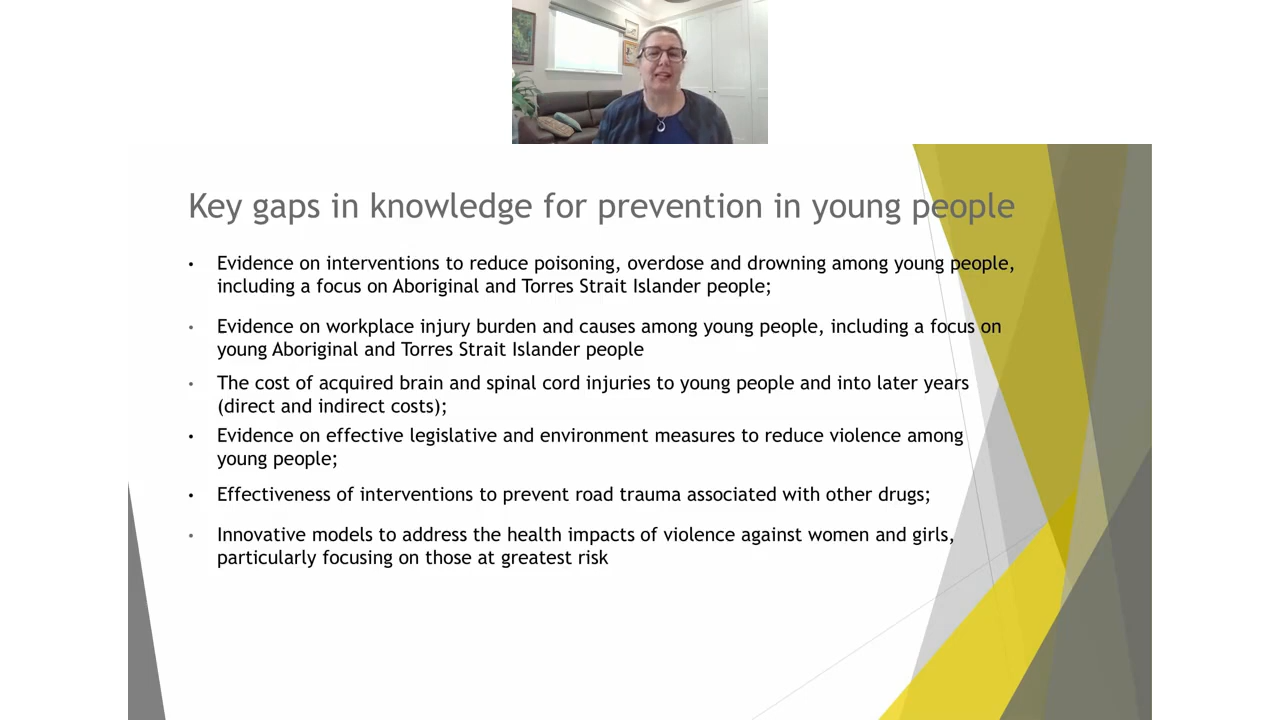 Key gaps in knowledge for prevention in young people
• Evidence on interventions to reduce poisoning, overdose and drowning among young people,
including a focus on Aboriginal and Torres Strait Islander people;
• Evidence on workplace injury burden and causes among young people, including a focus on
young Aboriginal and Torres Strait Islander people
• The cost of acquired brain and spinal cord injuries to young people and into later years
(direct and indirect costs);
• Evidence on effective legislative and environment measures to reduce violence among
young people;
• Effectiveness of interventions to prevent road trauma associated with other drugs;
• Innovative models to address the health impacts of violence against women and girls,
particularly focusing on those at greatest risk